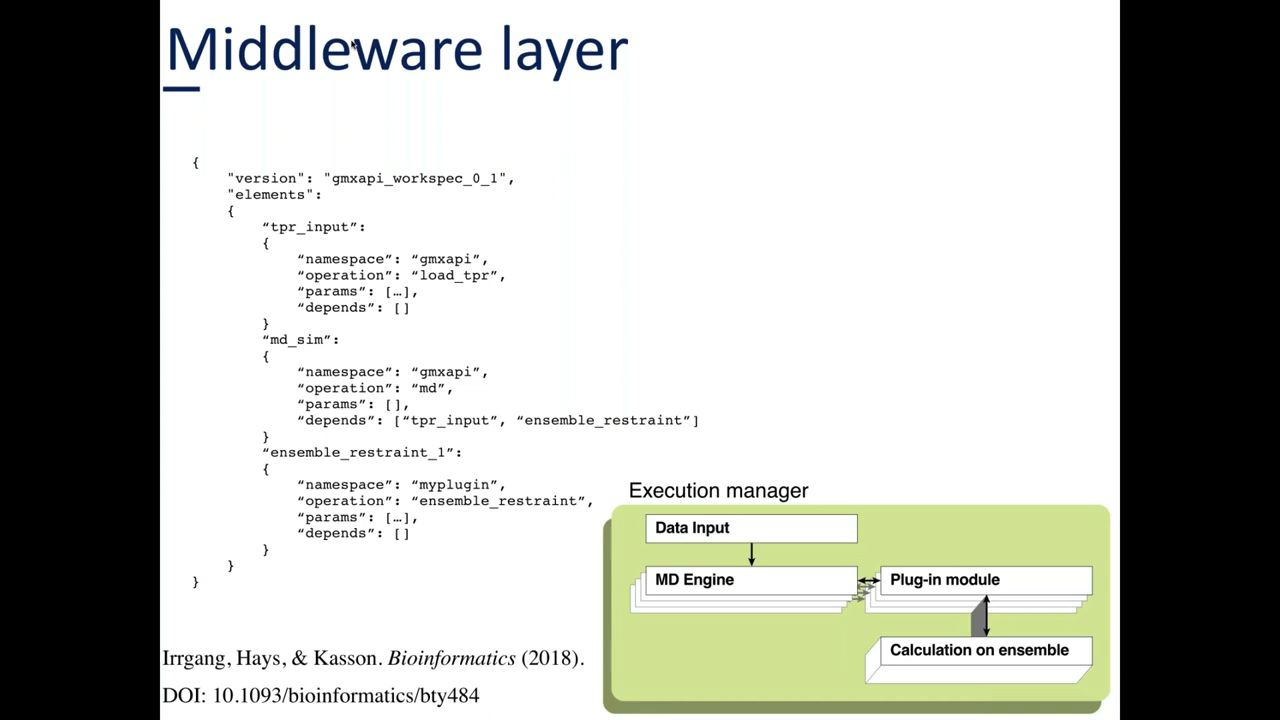 Middleware layer
{
"version": "gmxapi_workspec_0_1",
"elements":
{
“tpr_input”:
{
“namespace”: “gmxapi”,
“operation”: “load_tpr”,
“params”: […],
“depends”: []
}
“md_sim”:
{
“namespace”: “gmxapi”,
“operation”: “md”,
“params”: [],
“depends”: [“tpr_input”, “ensemble_restraint”]
}
“ensemble_restraint_1”:
{
“namespace”: “myplugin”,
“operation”: “ensemble_restraint”,
“params”: […],
“depends”: []
}
}
}
Execution manager
Data Input
MD Engine
Plug-in module
Calculation on ensemble
Irrgang, Hays, & Kasson. Bioinformatics (2018).
DOI: 10.1093/bioinformatics/bty484